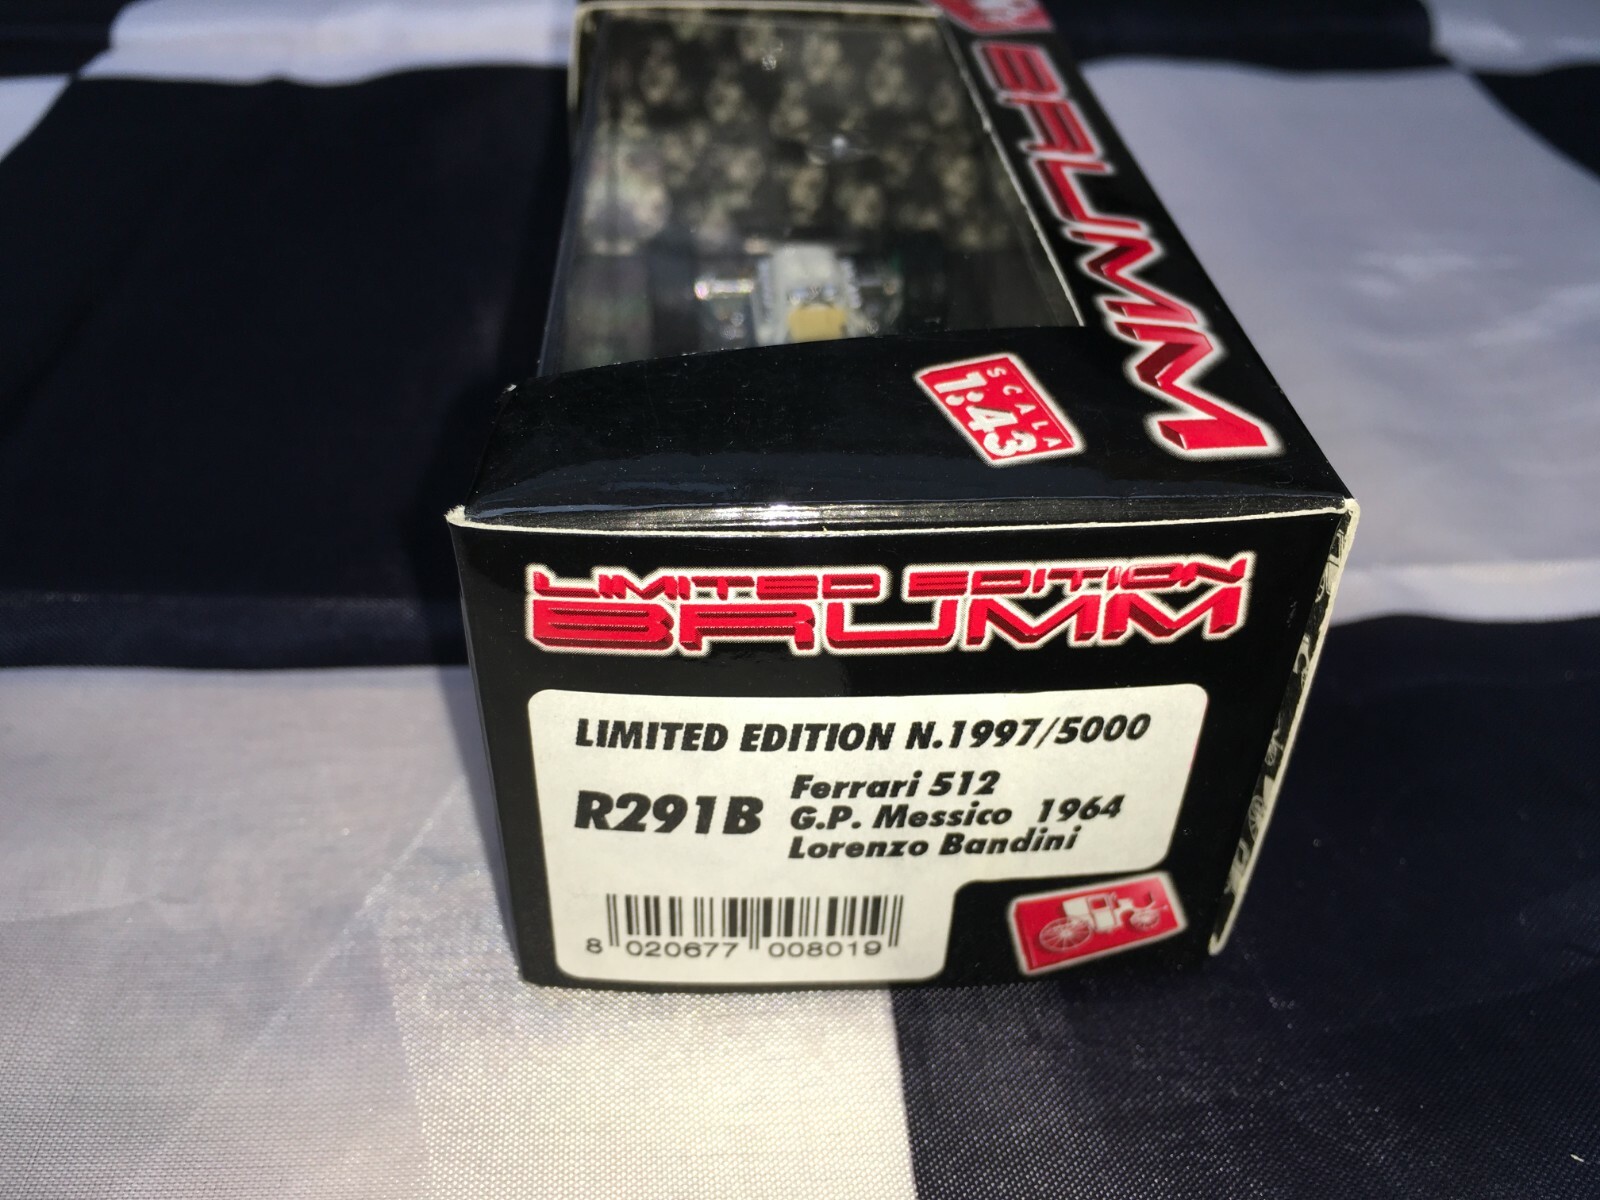 BRUMM
SCALA
1:43
LIMITED EDITION
BRUMM
LIMITED EDITION N.1997/5000
R291B
Ferrari 512
G.P. Messico 1964
Lorenzo Bandini
8 020677 008019